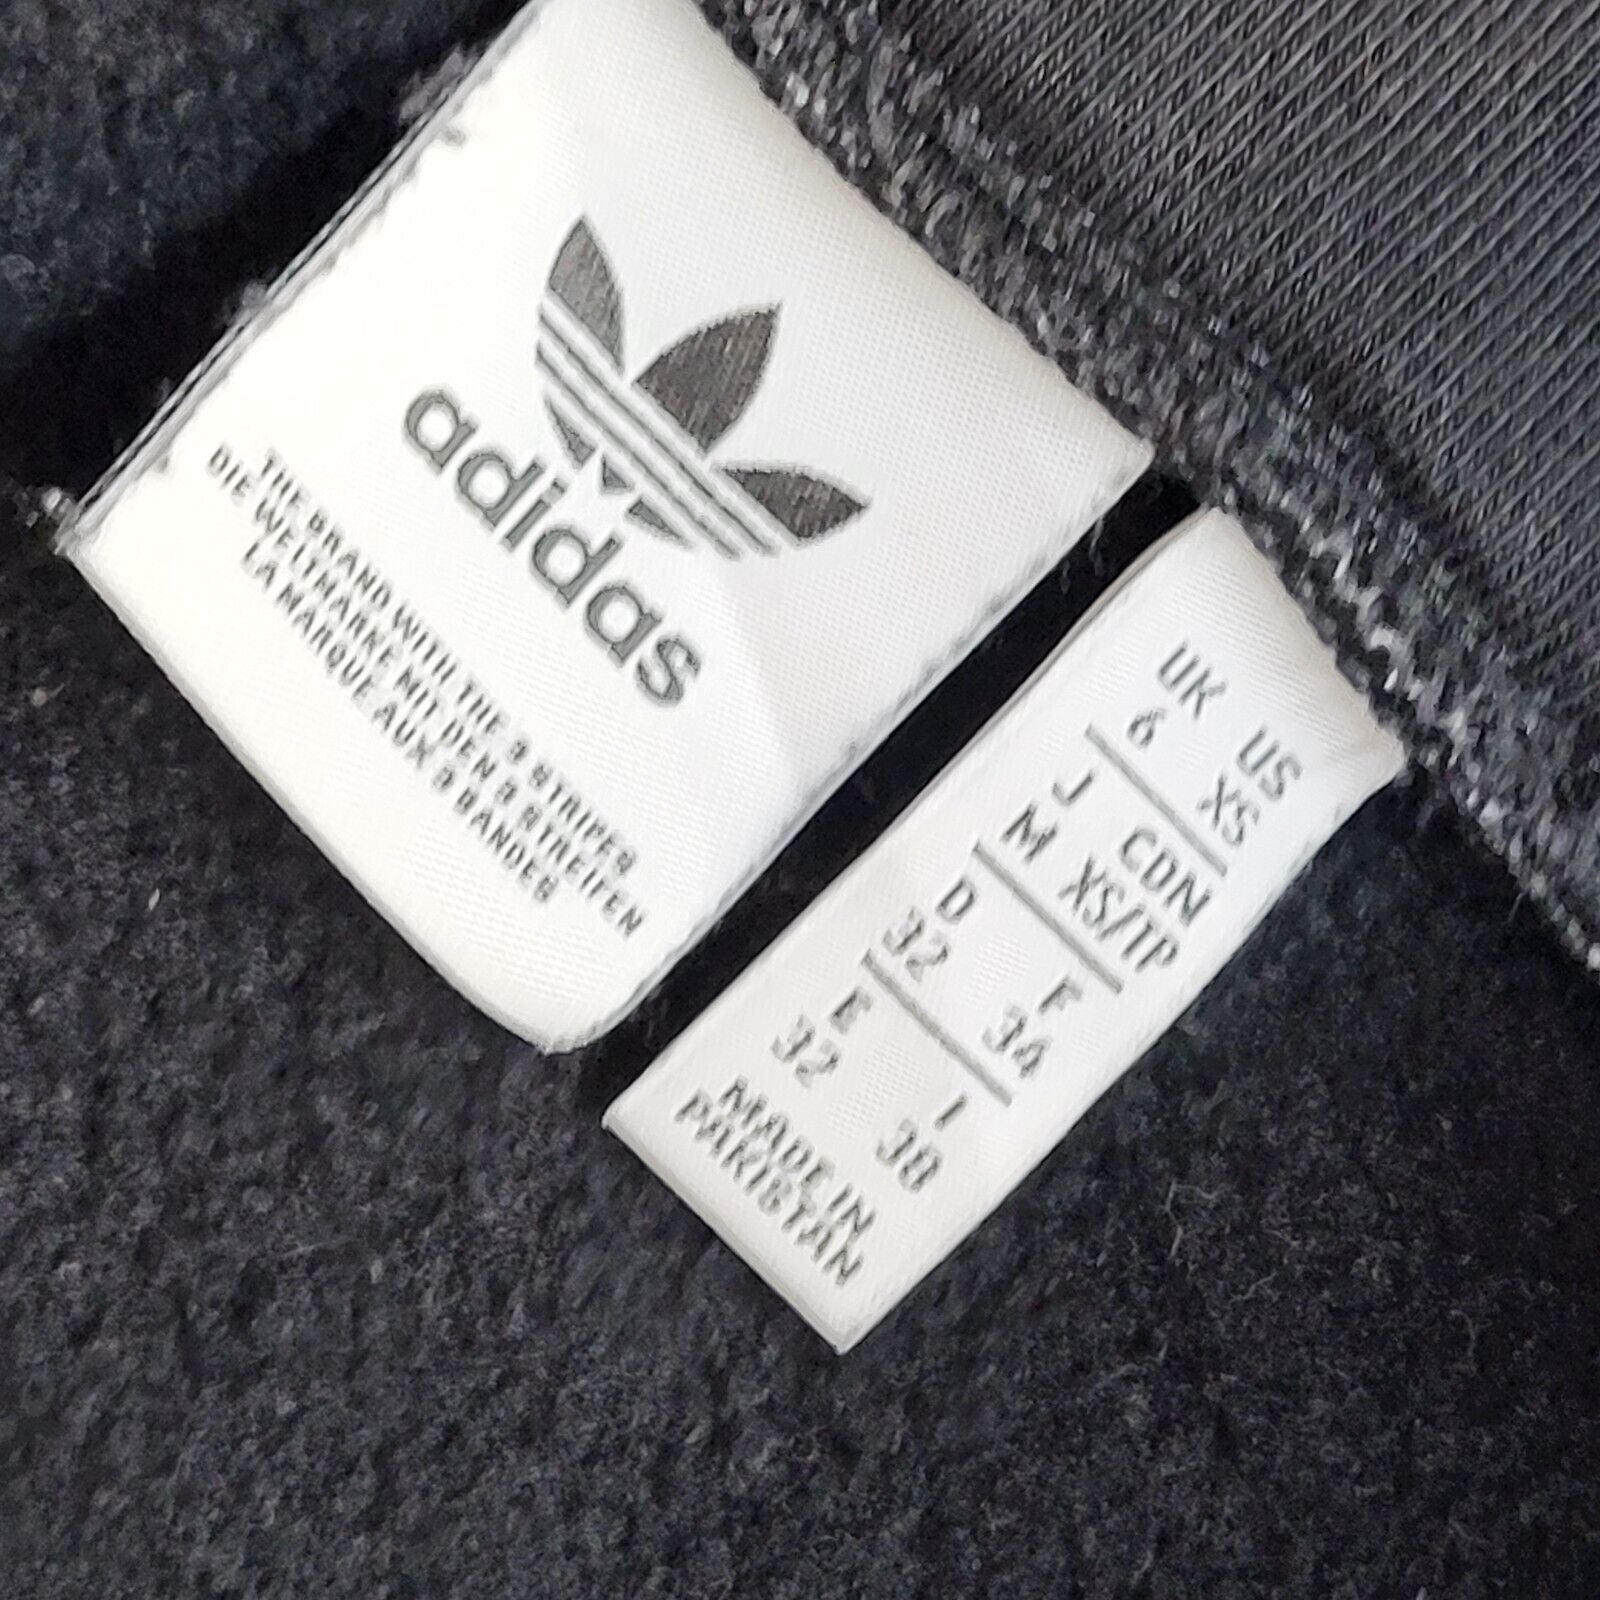 adidas
THE BRAND WITH THE 3 STRIPES
DIE WELTMARKE MIT DEN 3 STREIFEN
LA MARQUE AUX 3 BANDES
UK US
6 XS
J CDN
M XS/TP
D F
32 34
E I
32 38
MADE IN
PAKISTAN